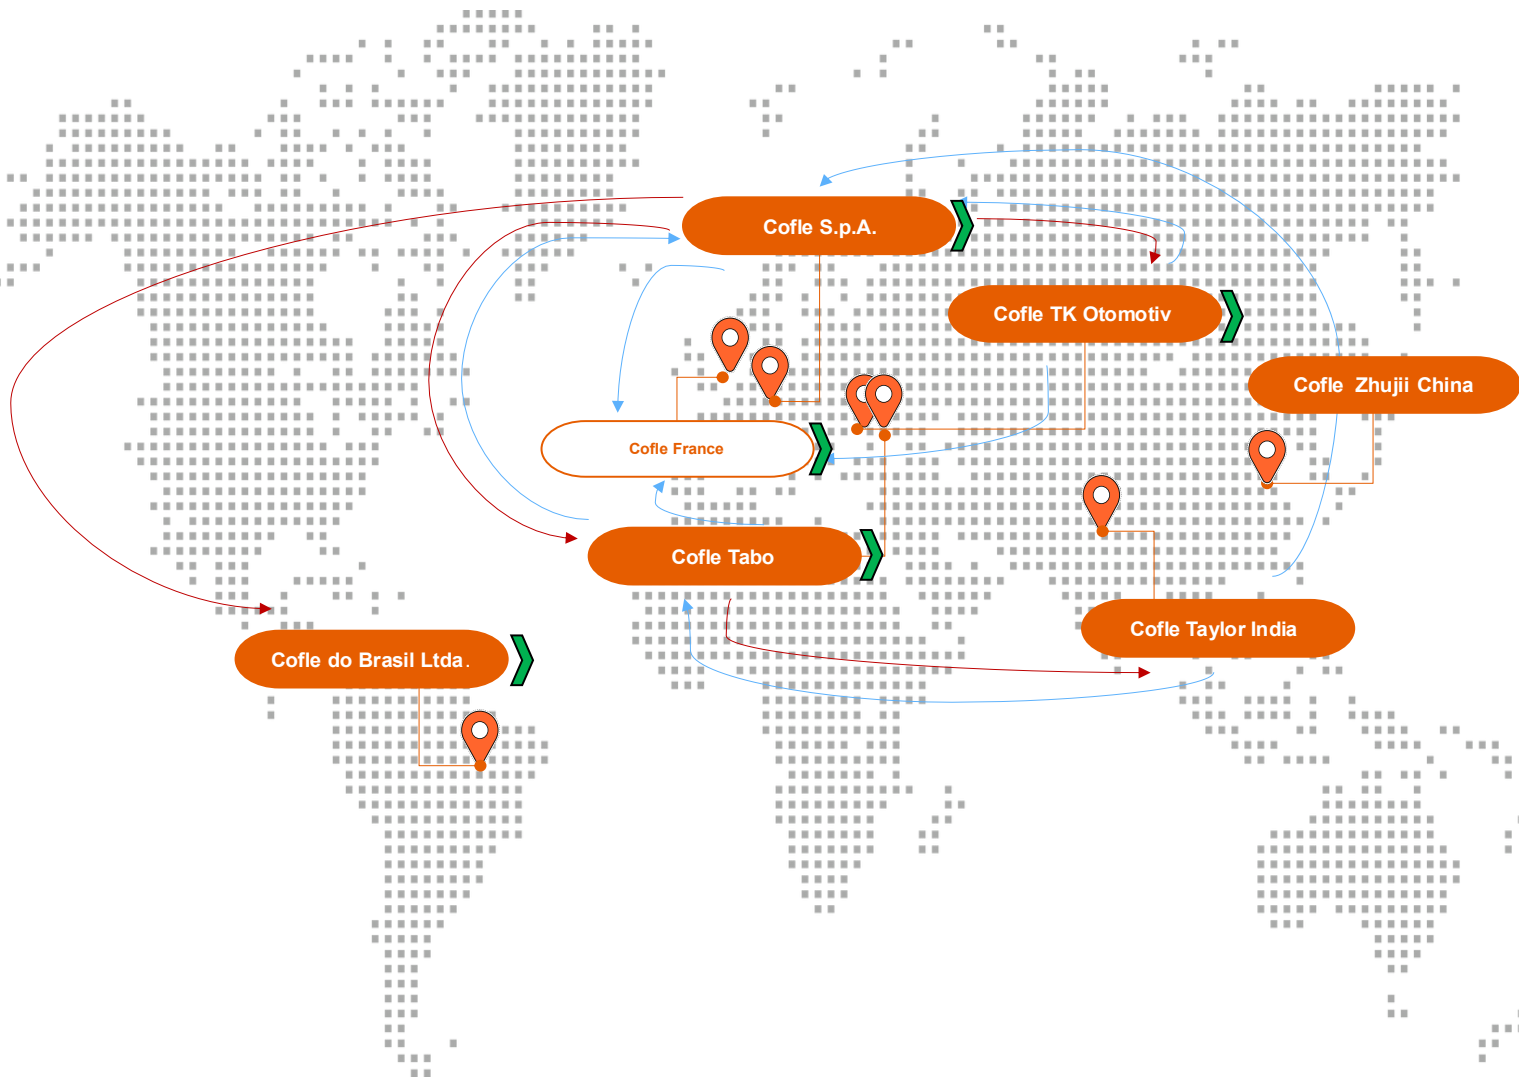 Cofle S.p.A.
Cofle TK Otomotiv
Cofle Zhujii China
Cofle France
Cofle Tabo
Cofle Taylor India
Cofle do Brasil Ltda.